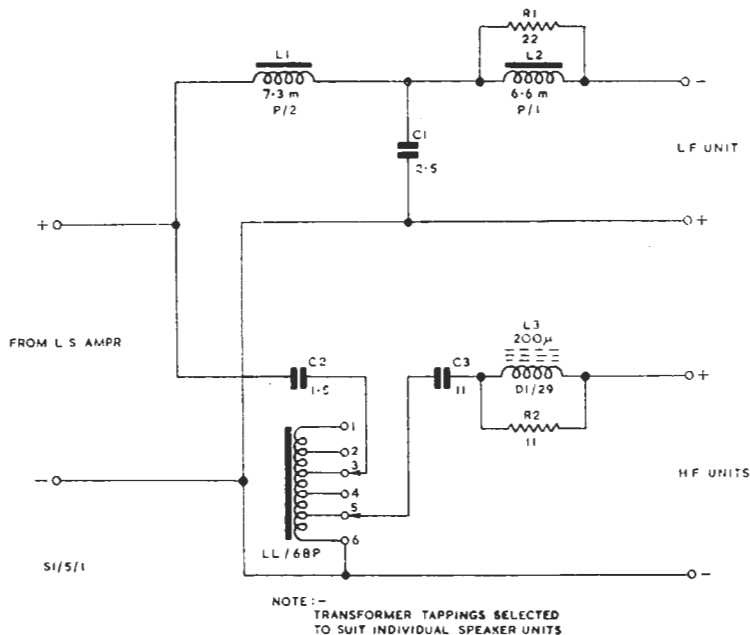 R1
22
L1
L2
7·3 m
P/2
6·6 m
P/1
-
C1
2·5
LF UNIT
+
+
FROM L S AMPR
C2
1·5
C3
11
L3
200µ
D1/29
R2
11
+
HF UNITS
1
2
3
4
5
6
-
LL/68P
S1/5/1
-
NOTE:-
TRANSFORMER TAPPINGS SELECTED
TO SUIT INDIVIDUAL SPEAKER UNITS